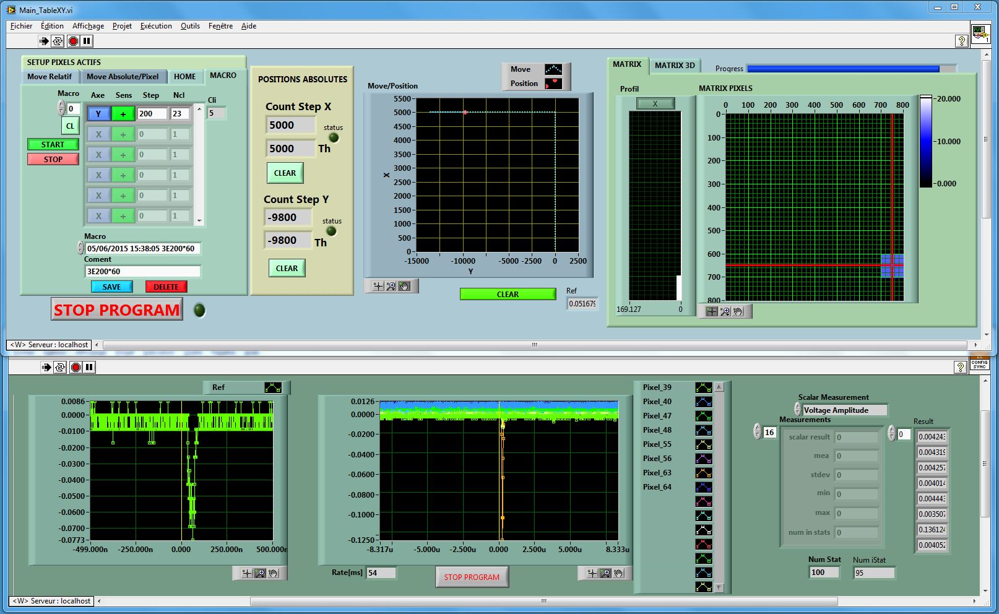 Main_TableXY.vi
Fichier Édition Affichage Projet Exécution Outils Fenêtre Aide
SETUP PIXELS ACTIFS
Move Relatif Move Absolute/Pixel HOME MACRO
Macro Axe Sens Step Ncl Cli
0 Y + 200 23 5
CL X + 0 1
START
X + 0 1
STOP
X + 0 1
X + 0 1
X + 0 1
Macro
05/06/2015 15:38:05 3E200*60
Coment
3E200*60
SAVE DELETE
STOP PROGRAM
POSITIONS ABSOLUTES
Count Step X
5000 status
5000 Th
CLEAR
Count Step Y
-9800 status
-9800 Th
CLEAR
Move
Position
Move/Position
5500
5000
4500
4000
3500
3000
2500
2000
1500
1000
500
0
X
-15000 -10000 -5000 -2500 0 2500
Y
CLEAR
Ref
0.051679
MATRIX MATRIX 3D Progress
Profil
X
169.127 0
MATRIX PIXELS
0 100 200 300 400 500 600 700 800
0
100
200
300
400
500
600
700
800
20.000
10.000
0.000
<W> Serveur : localhost
CONFIG
SYNC
Ref
0.0086
0.0000
-0.0100
-0.0200
-0.0300
-0.0400
-0.0500
-0.0600
-0.0700
-0.0773
-499.000n -250.000n 0.000 250.000n 500.000n
0.0126
0.0000
-0.0200
-0.0400
-0.0600
-0.0800
-0.1000
-0.1250
-8.317u -5.000u -2.500u 0.000 2.500u 5.000u 8.333u
Rate[ms] 54
STOP PROGRAM
Pixel_39
Pixel_40
Pixel_47
Pixel_48
Pixel_55
Pixel_56
Pixel_63
Pixel_64
Scalar Measurement
Voltage Amplitude
Measurements
16
scalar result 0
mea 0
stdev 0
min 0
max 0
num in stats 0
Result
0
0.004243
0.004319
0.004257
0.004014
0.004443
0.003507
0.136124
0.004052
Num Stat Num iStat
100 95
<W> Serveur : localhost